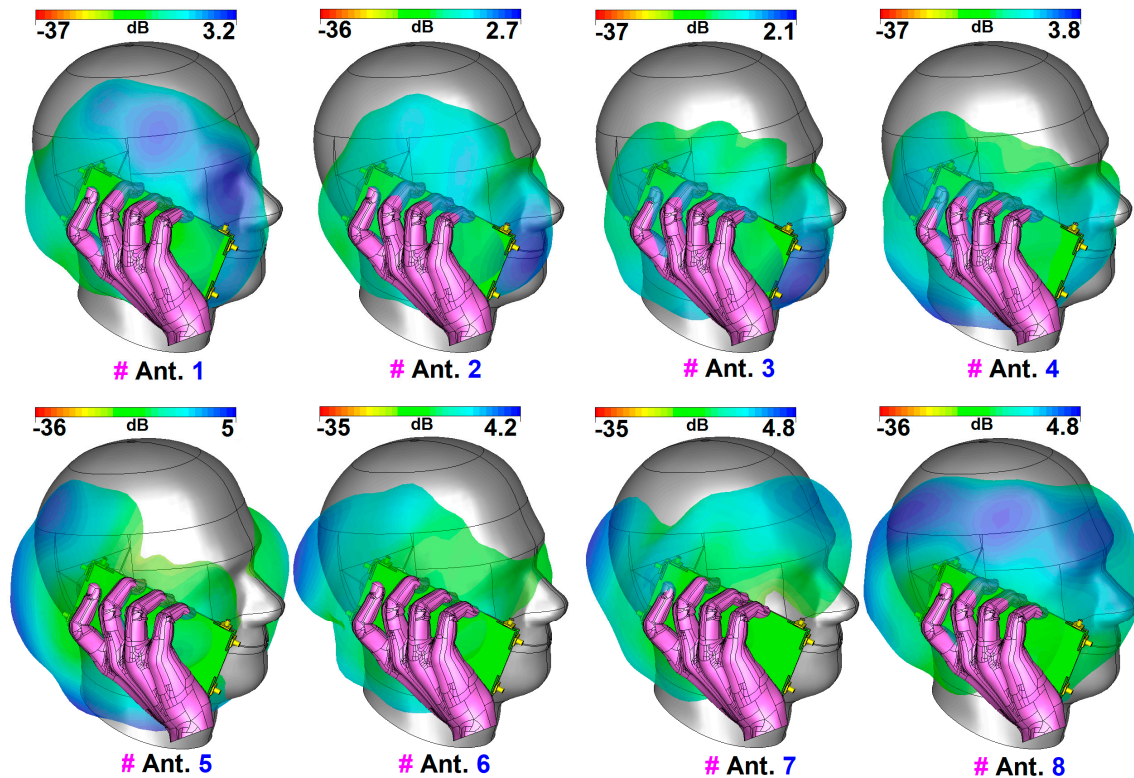 -37 dB 3.2
-36 dB 2.7
-37 dB 2.1
-37 dB 3.8
# Ant. 1
# Ant. 2
# Ant. 3
# Ant. 4
-36 dB 5
-35 dB 4.2
-35 dB 4.8
-36 dB 4.8
# Ant. 5
# Ant. 6
# Ant. 7
# Ant. 8